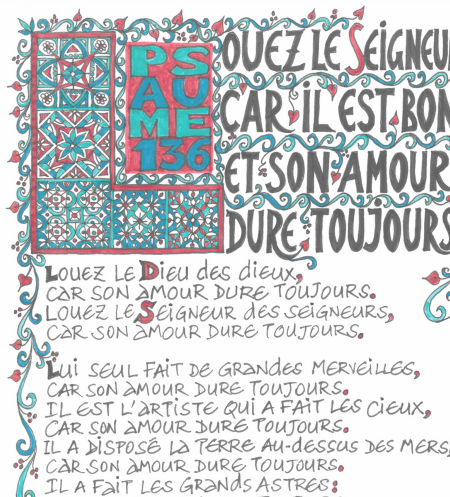 PSAUME 136
LOUEZ LE SEIGNEU
CAR IL EST BON
ET SON AMOUR
DURE TOUJOURS
Louez le Dieu des dieux,
car son amour dure toujours.
Louez le Seigneur des seigneurs,
car son amour dure toujours.
Lui seul fait de grandes merveilles,
car son amour dure toujours.
Il est l'artiste qui a fait les cieux,
car son amour dure toujours.
Il a disposé la terre au-dessus des mers,
car son amour dure toujours.
Il a fait les grands astres: